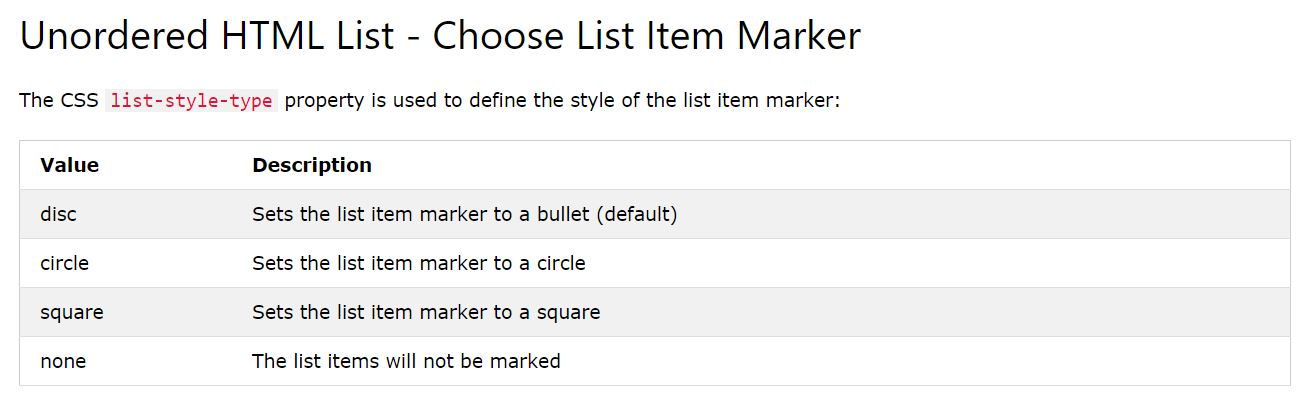 Unordered HTML List - Choose List Item Marker
The CSS list-style-type property is used to define the style of the list item marker:
Value Description
disc Sets the list item marker to a bullet (default)
circle Sets the list item marker to a circle
square Sets the list item marker to a square
none The list items will not be marked